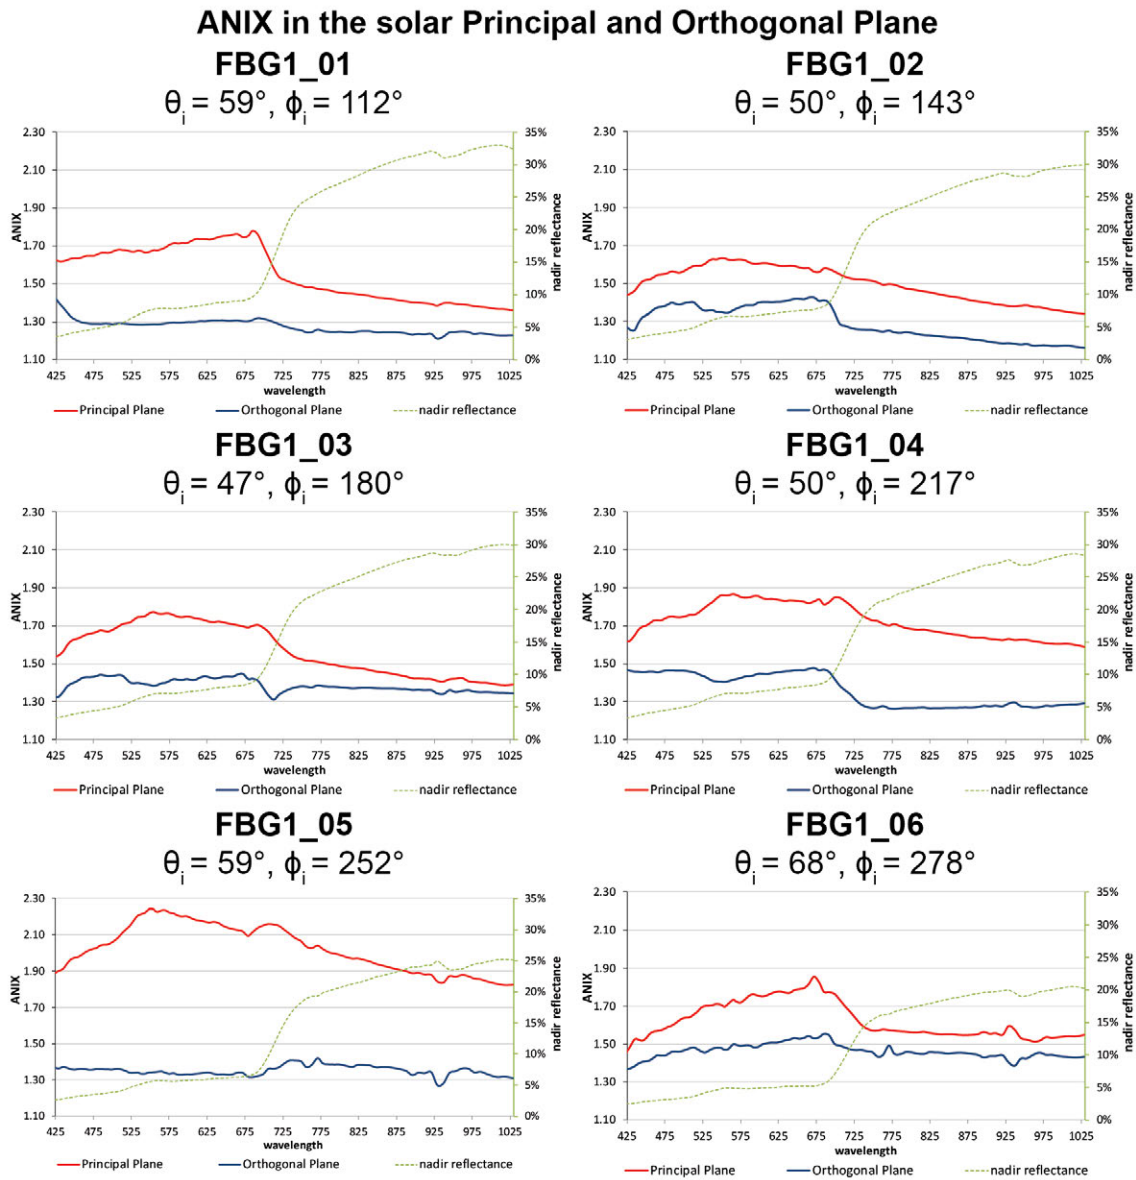 ANIX in the solar Principal and Orthogonal Plane
FBG1_01
θi = 59°, ϕi = 112°
2.30
2.10
1.90
1.70
1.50
1.30
1.10
ANIX
35%
30%
25%
20%
15%
10%
5%
0%
nadir reflectance
425 475 525 575 625 675 725 775 825 875 925 975 1025
wavelength
Principal Plane Orthogonal Plane nadir reflectance
FBG1_02
θi = 50°, ϕi = 143°
2.30
2.10
1.90
1.70
1.50
1.30
1.10
ANIX
35%
30%
25%
20%
15%
10%
5%
0%
nadir reflectance
425 475 525 575 625 675 725 775 825 875 925 975 1025
wavelength
Principal Plane Orthogonal Plane nadir reflectance
FBG1_03
θi = 47°, ϕi = 180°
2.30
2.10
1.90
1.70
1.50
1.30
1.10
ANIX
35%
30%
25%
20%
15%
10%
5%
0%
nadir reflectance
425 475 525 575 625 675 725 775 825 875 925 975 1025
wavelength
Principal Plane Orthogonal Plane nadir reflectance
FBG1_04
θi = 50°, ϕi = 217°
2.30
2.10
1.90
1.70
1.50
1.30
1.10
ANIX
35%
30%
25%
20%
15%
10%
5%
0%
nadir reflectance
425 475 525 575 625 675 725 775 825 875 925 975 1025
wavelength
Principal Plane Orthogonal Plane nadir reflectance
FBG1_05
θi = 59°, ϕi = 252°
2.30
2.10
1.90
1.70
1.50
1.30
1.10
ANIX
35%
30%
25%
20%
15%
10%
5%
0%
nadir reflectance
425 475 525 575 625 675 725 775 825 875 925 975 1025
wavelength
Principal Plane Orthogonal Plane nadir reflectance
FBG1_06
θi = 68°, ϕi = 278°
2.30
2.10
1.90
1.70
1.50
1.30
1.10
ANIX
35%
30%
25%
20%
15%
10%
5%
0%
nadir reflectance
425 475 525 575 625 675 725 775 825 875 925 975 1025
wavelength
Principal Plane Orthogonal Plane nadir reflectance